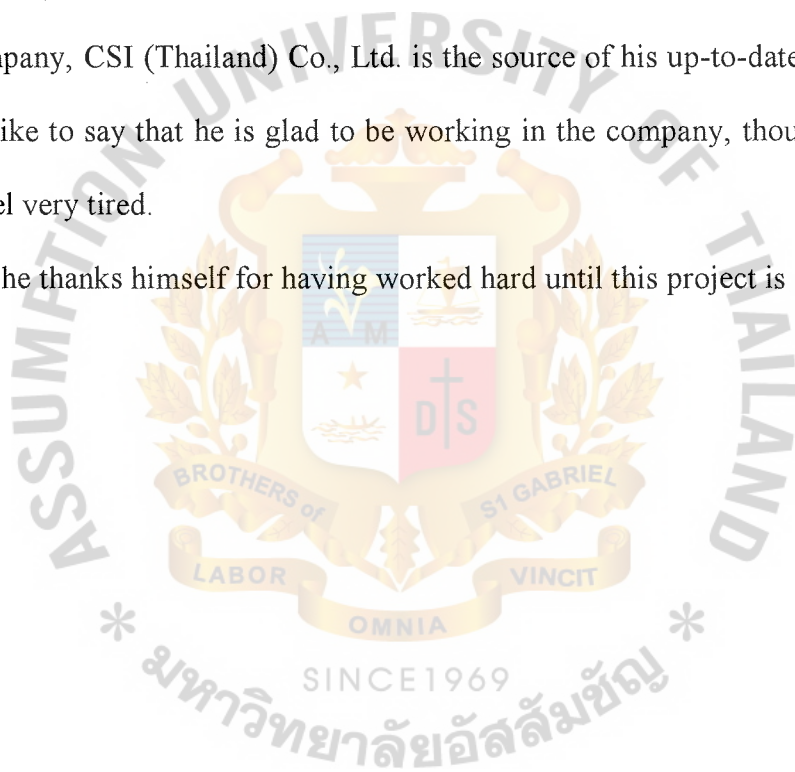 npany, CSI (Thailand) Co., Ltd. is the source of his up-to-date
like to say that he is glad to be working in the company, thou
el very tired.
he thanks himself for having worked hard until this project is
ASSUMPTION UNIVERSITY OF THAILAND
A M
D S
BROTHERS of S1 GABRIEL
LABOR VINCIT
OMNIA
* SINCE1969 *
มหาวิทยาลัยอัสสัมชัญ